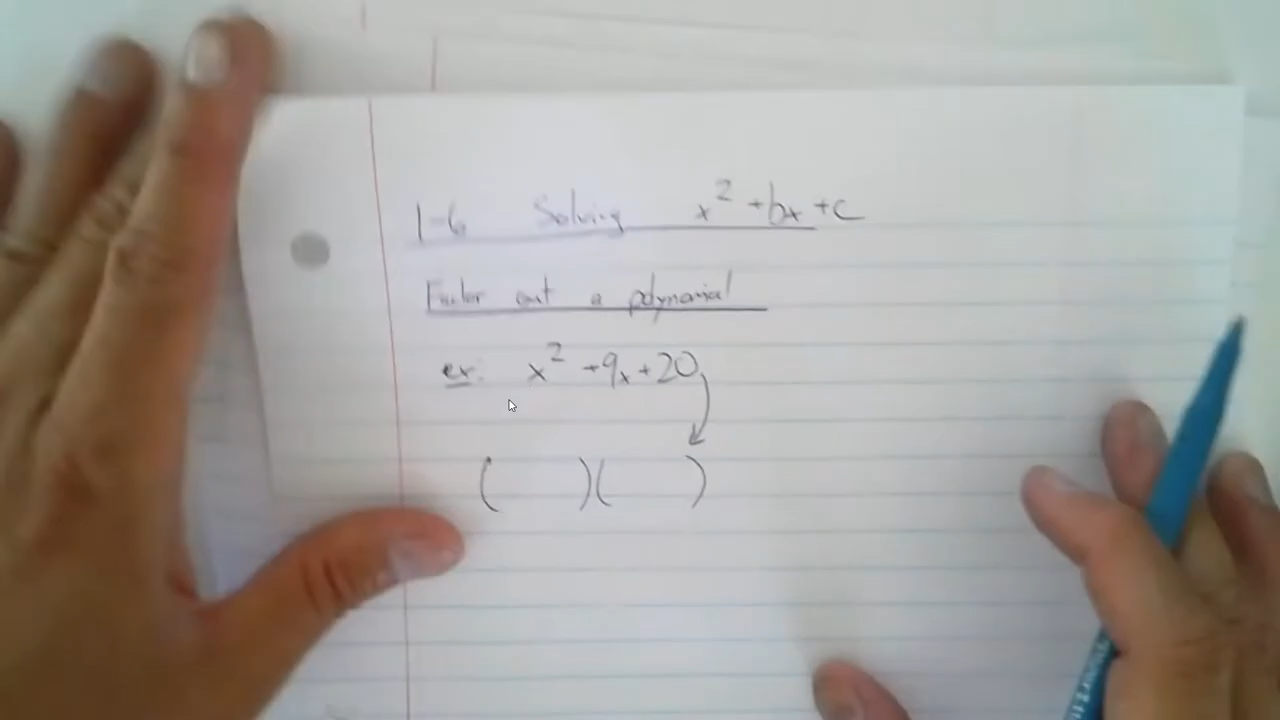 1-6 Solving x² + bx + c
Factor out a polynomial
ex: x² + 9x + 20
( )( )